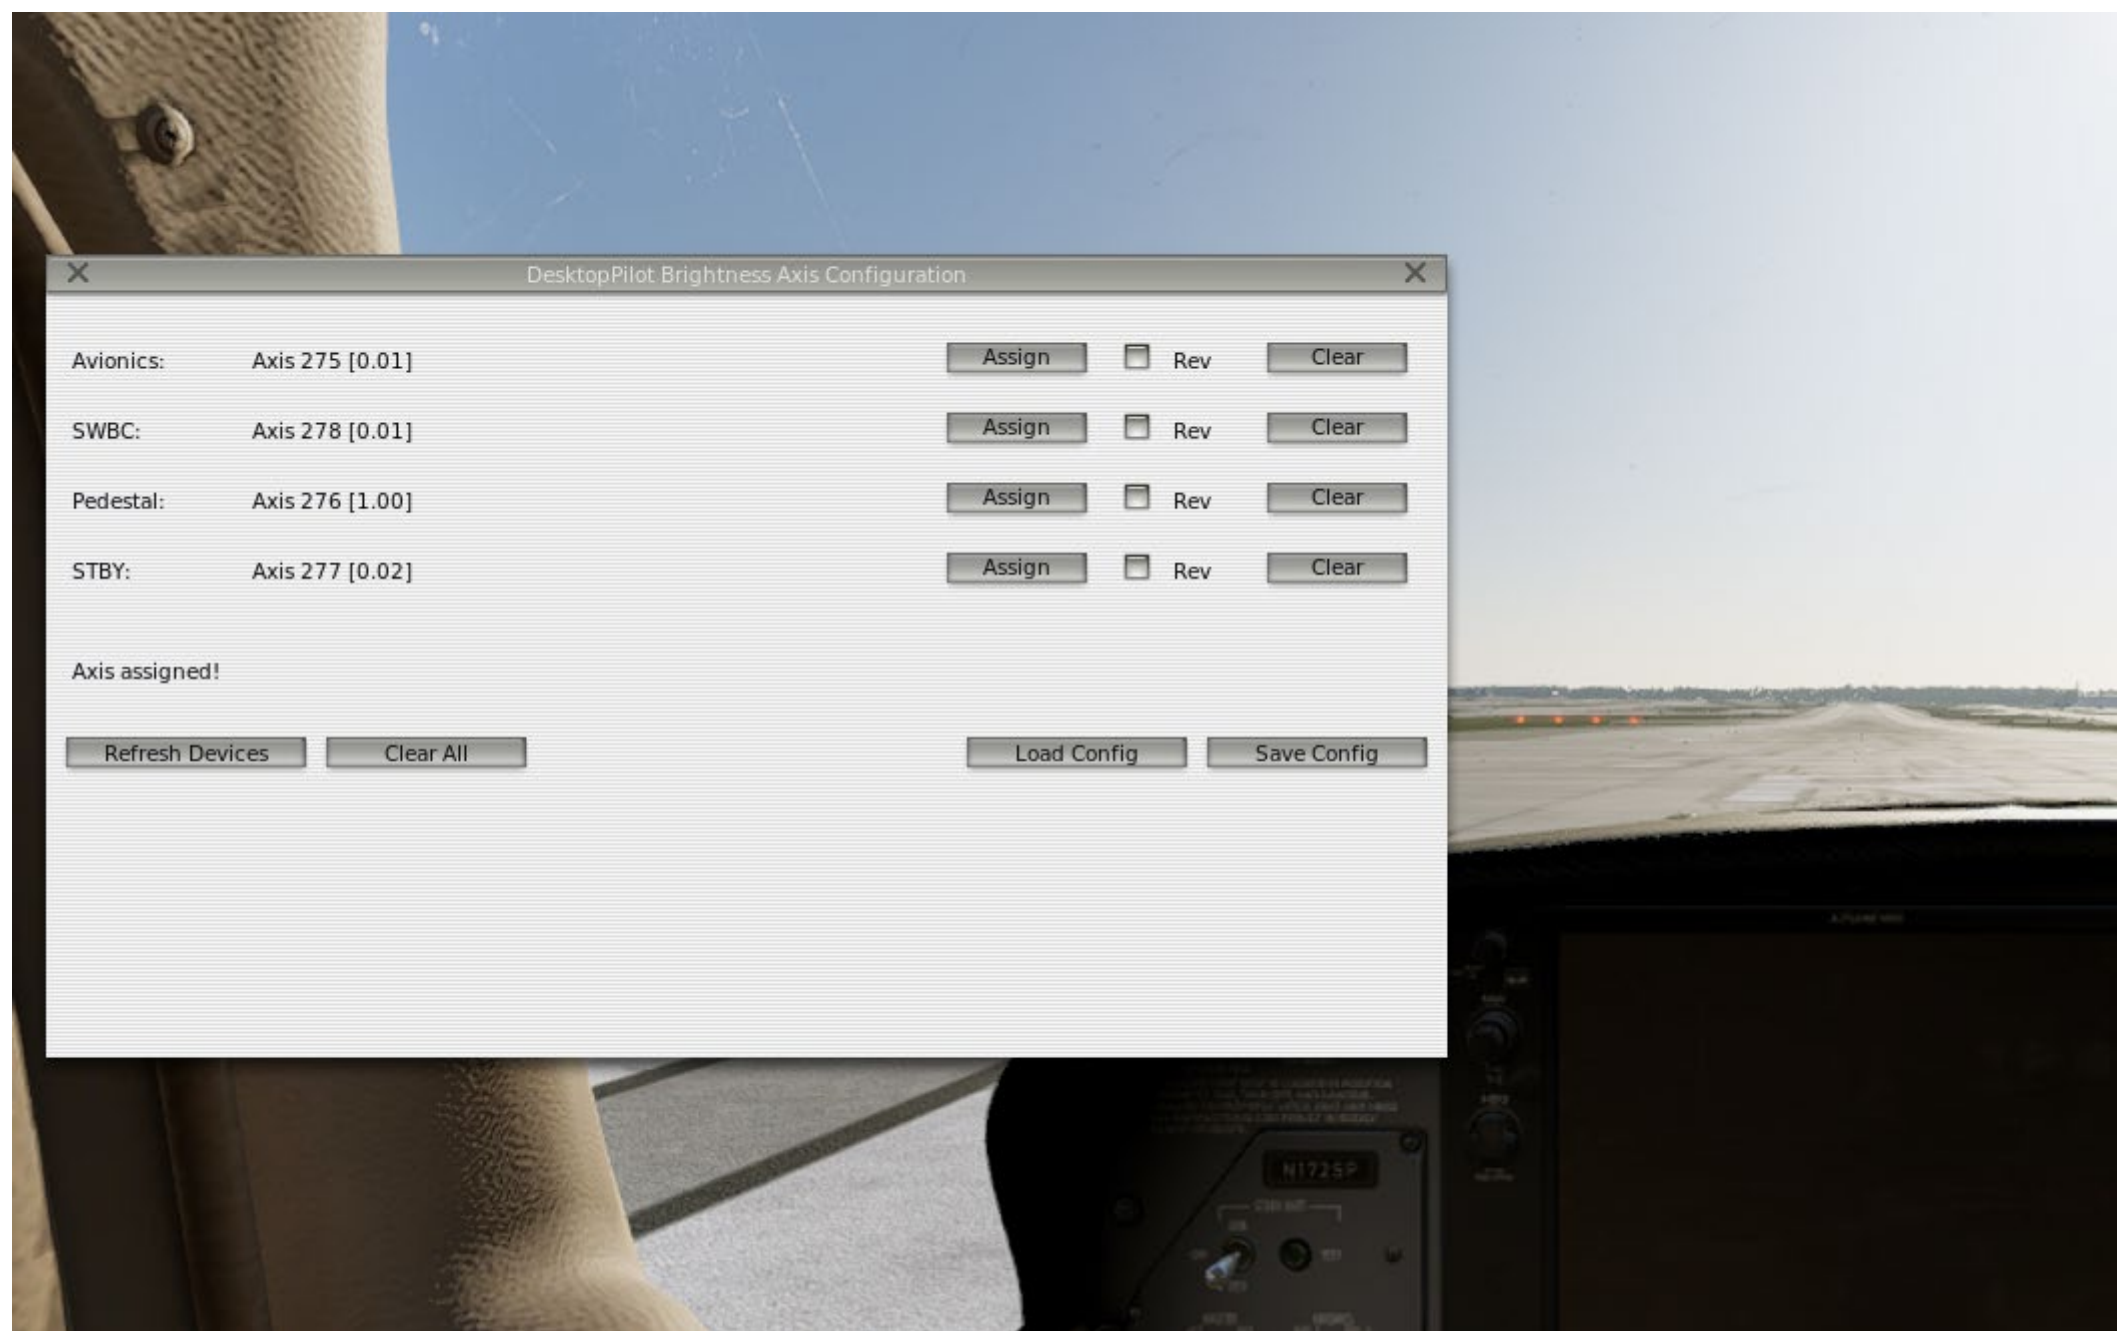 DesktopPilot Brightness Axis Configuration
Avionics: Axis 275 [0.01] Assign Rev Clear
SWBC: Axis 278 [0.01] Assign Rev Clear
Pedestal: Axis 276 [1.00] Assign Rev Clear
STBY: Axis 277 [0.02] Assign Rev Clear
Axis assigned!
Refresh Devices Clear All Load Config Save Config
N172SP